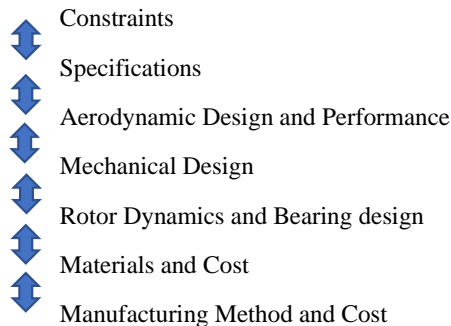 Constraints
Specifications
Aerodynamic Design and Performance
Mechanical Design
Rotor Dynamics and Bearing design
Materials and Cost
Manufacturing Method and Cost